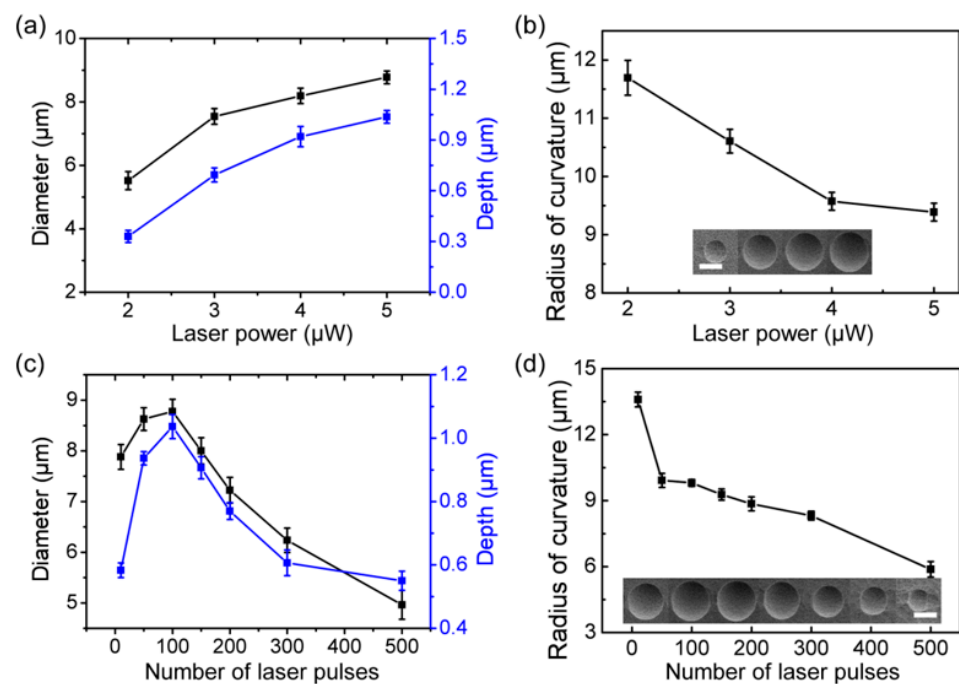 (a)
10
8
6
4
2
Diameter (μm)
1.5
1.2
0.9
0.6
0.3
0.0
Depth (μm)
2 3 4 5
Laser power (μW)
(b)
12
11
10
9
8
Radius of curvature (μm)
2 3 4 5
Laser power (μW)
(c)
9
8
7
6
5
Diameter (μm)
1.2
1.0
0.8
0.6
0.4
Depth (μm)
0 100 200 300 400 500
Number of laser pulses
(d)
15
12
9
6
3
Radius of curvature (μm)
0 100 200 300 400 500
Number of laser pulses